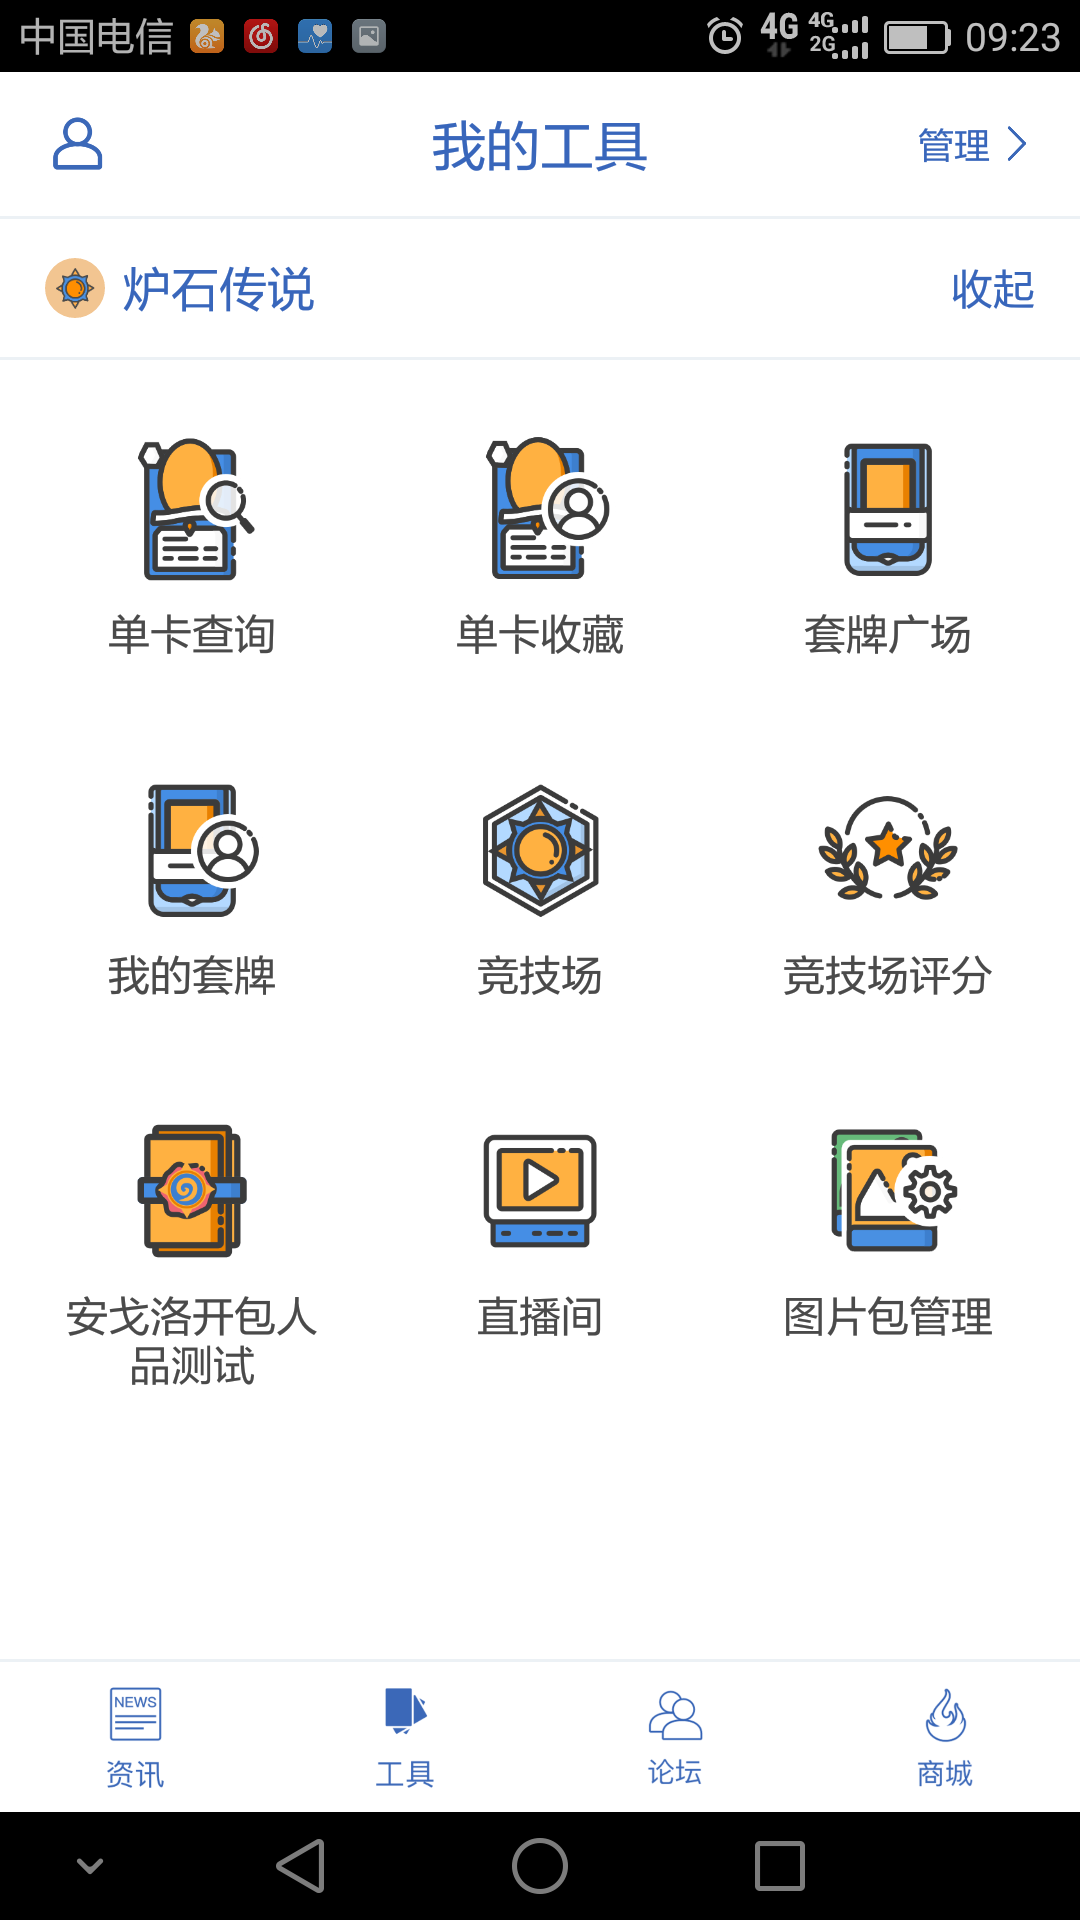 中国电信 4G 4G 2G 09:23
我的工具 管理
炉石传说 收起
单卡查询 单卡收藏 套牌广场
我的套牌 竞技场 竞技场评分
安戈洛开包人品测试 直播间 图片包管理
NEWS
资讯 工具 论坛 商城